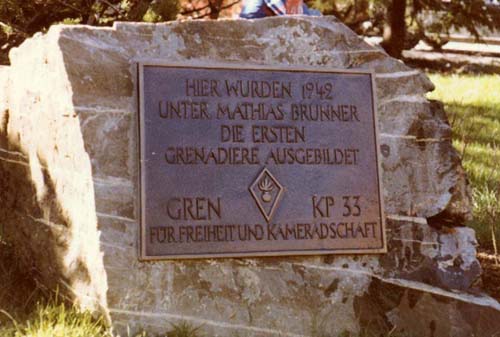 HIER WURDEN 1942
UNTER MATHIAS BRUNNER
DIE ERSTEN
GRENADIERE AUSGEBILDET
GREN KP 33
FÜR FREIHEIT UND KAMERADSCHAFT